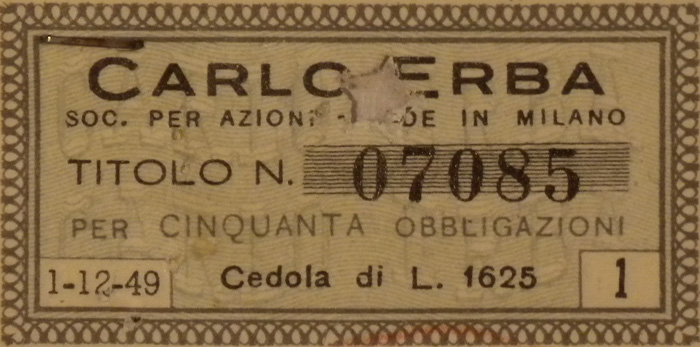 CARLO ERBA
SOC. PER AZIONI - SEDE IN MILANO
TITOLO N. 07085
PER CINQUANTA OBBLIGAZIONI
1-12-49 Cedola di L. 1625 1